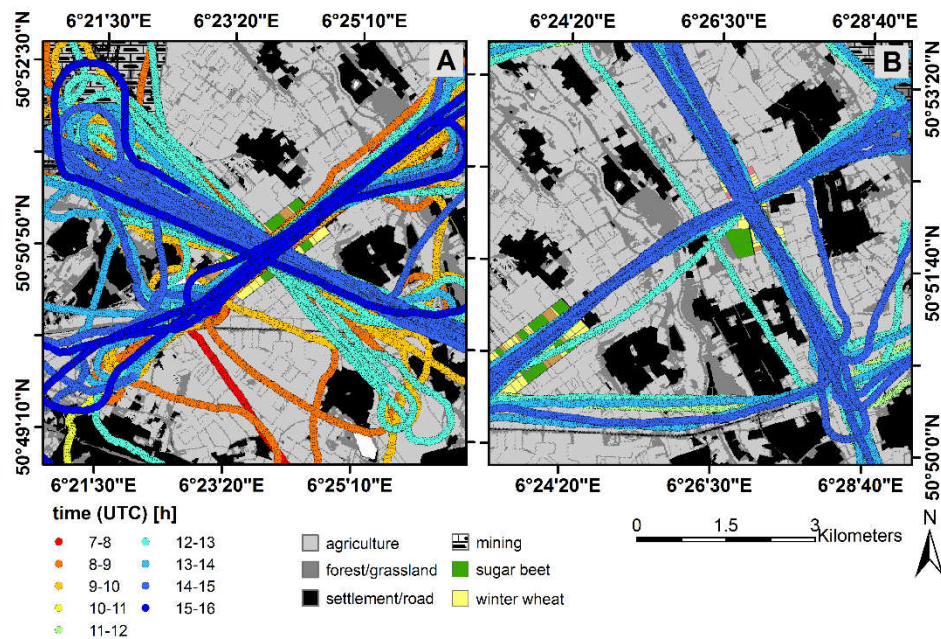 6°21'30"E 6°23'20"E 6°25'10"E 6°24'20"E 6°26'30"E 6°28'40"E
A B
50°52'30"N
50°50'50"N
50°49'10"N
50°53'20"N
50°51'40"N
50°50'0"N
6°21'30"E 6°23'20"E 6°25'10"E 6°24'20"E 6°26'30"E 6°28'40"E
time (UTC) [h]
7-8 12-13 agriculture mining
8-9 13-14 forest/grassland sugar beet
9-10 14-15 settlement/road winter wheat
10-11 15-16
11-12
0 1.5 3 Kilometers
N